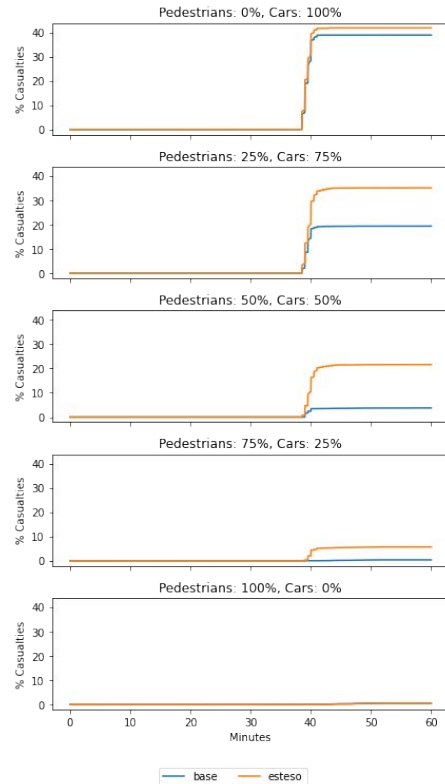 Pedestrians: 0%, Cars: 100%
% Casualties
40
30
20
10
0
Pedestrians: 25%, Cars: 75%
% Casualties
40
30
20
10
0
Pedestrians: 50%, Cars: 50%
% Casualties
40
30
20
10
0
Pedestrians: 75%, Cars: 25%
% Casualties
40
30
20
10
0
Pedestrians: 100%, Cars: 0%
% Casualties
40
30
20
10
0
0 10 20 30 40 50 60
Minutes
base esteso